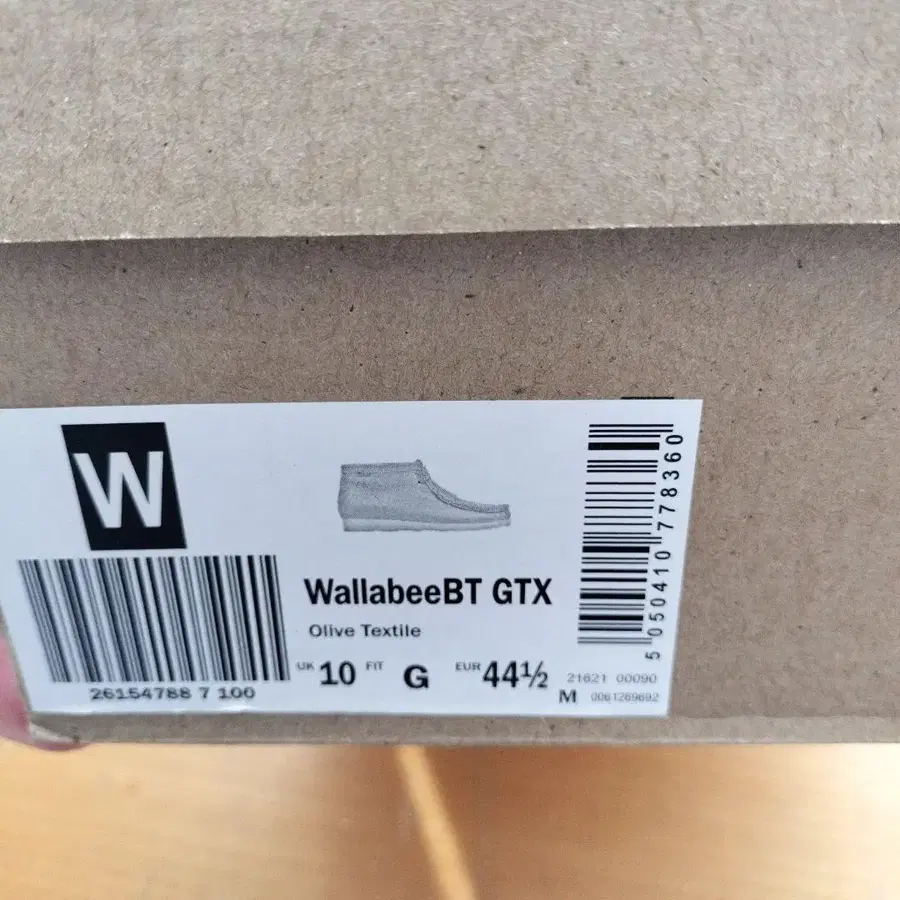 W
WallabeeBT GTX
Olive Textile
UK 10 FIT G EUR 44½
26154788 7 100
21621 00090
M 0061269692
5 050410 778360